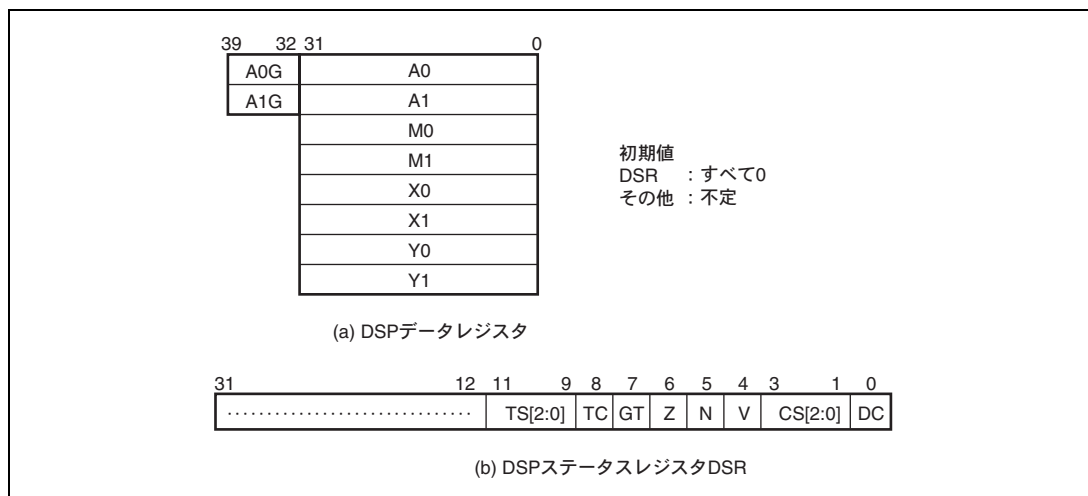 39 32 31 0
A0G A0
A1G A1
M0
M1
X0
X1
Y0
Y1
初期値
DSR ：すべて0
その他 ：不定
(a) DSPデータレジスタ
31 12 11 9 8 7 6 5 4 3 1 0
TS[2:0] TC GT Z N V CS[2:0] DC
(b) DSPステータスレジスタDSR